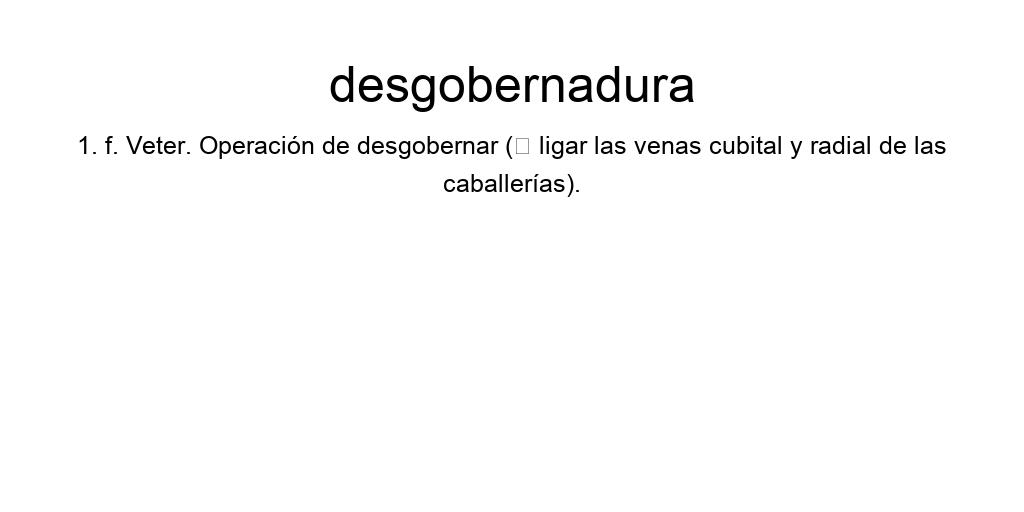 desgobernadura
1. f. Veter. Operación de desgobernar (□ ligar las venas cubital y radial de las
caballerías).